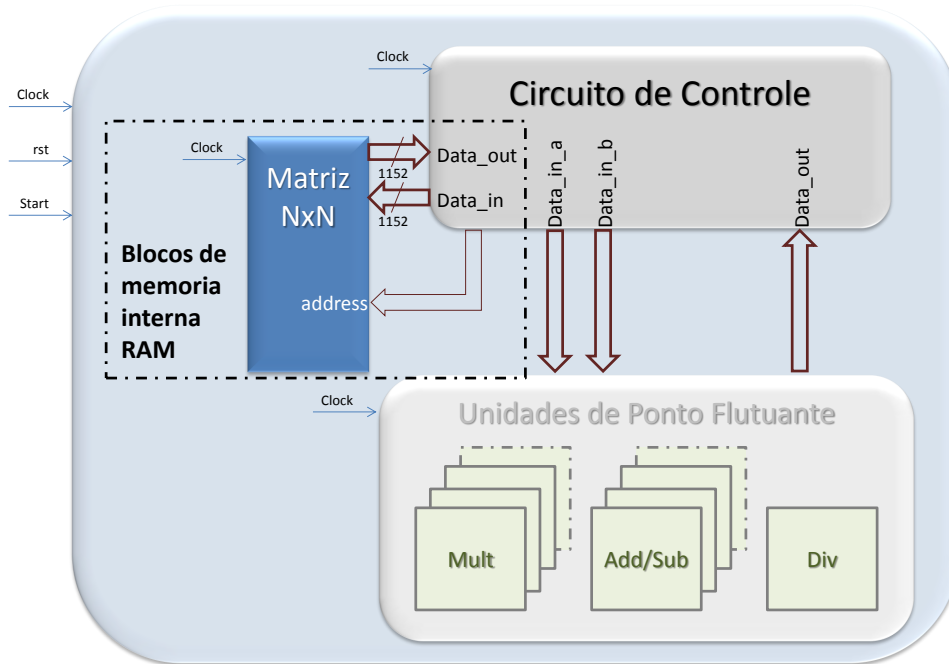 Clock
Circuito de Controle
Clock
rst
Start
Clock
Matriz
NxN
1152
1152
Data_out
Data_in
Data_in_a
Data_in_b
Data_out
Blocos de
memoria
interna
RAM
address
Clock
Unidades de Ponto Flutuante
Mult
Add/Sub
Div